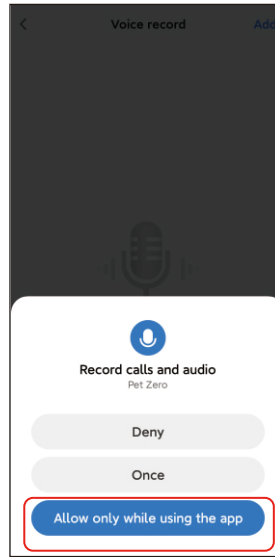 Voice record
Add
Record calls and audio
Pet Zero
Deny
Once
Allow only while using the app